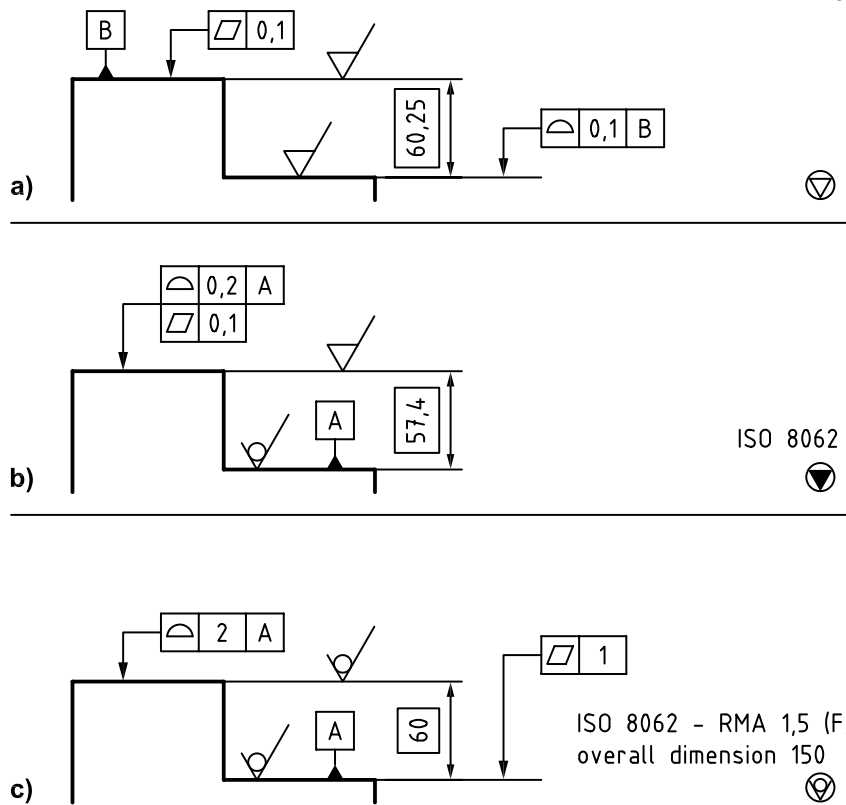 B
0,1
60,25
0,1 B
a)
0,2 A
0,1
A
57,4
ISO 8062
b)
2 A
1
A
60
ISO 8062 - RMA 1,5 (F
overall dimension 150
c)